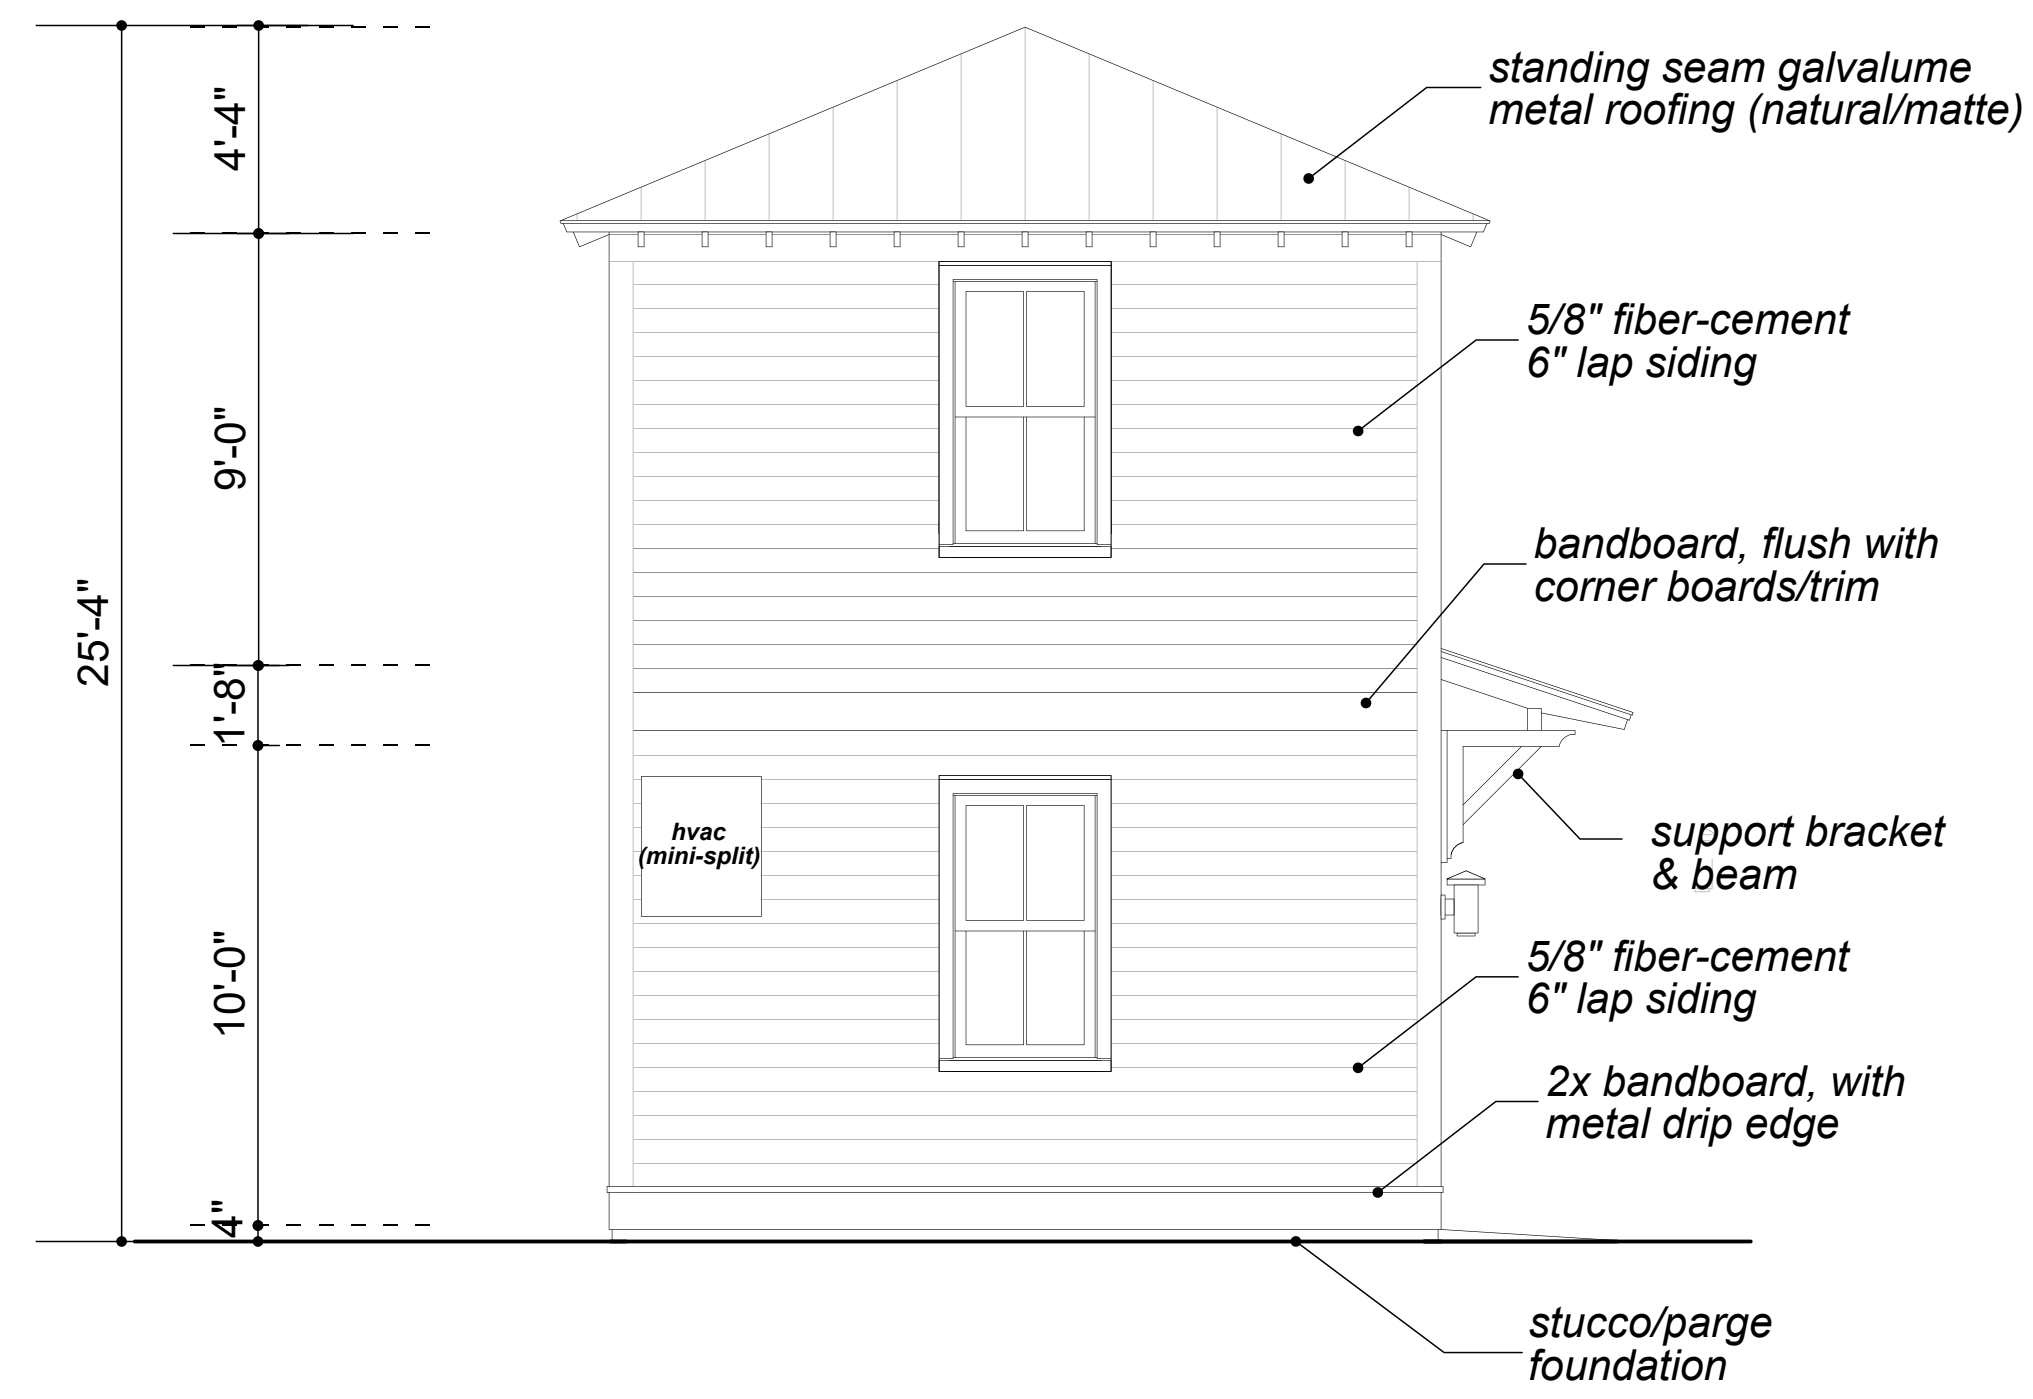 standing seam galvalume
metal roofing (natural/matte)
4'-4"
5/8" fiber-cement
6" lap siding
9'-0"
bandboard, flush with
corner boards/trim
25'-4"
1'-8"
hvac
(mini-split)
support bracket
& beam
10'-0"
5/8" fiber-cement
6" lap siding
2x bandboard, with
metal drip edge
4"
stucco/parge
foundation